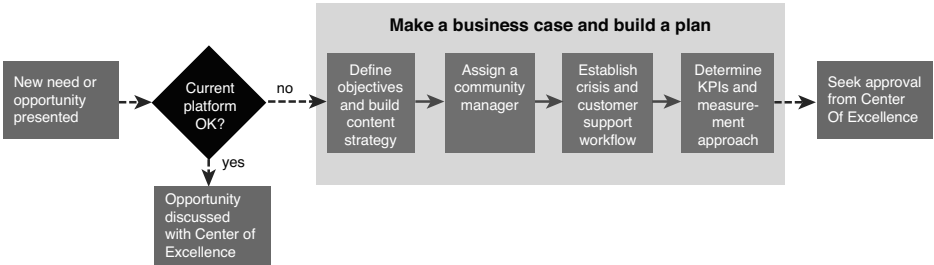 Make a business case and build a plan
New need or
opportunity
presented
Current
platform
OK?
no
yes
Opportunity
discussed
with Center of
Excellence
Define
objectives
and build
content
strategy
Assign a
community
manager
Establish
crisis and
customer
support
workflow
Determine
KPIs and
measure-
ment
approach
Seek approval
from Center
Of Excellence